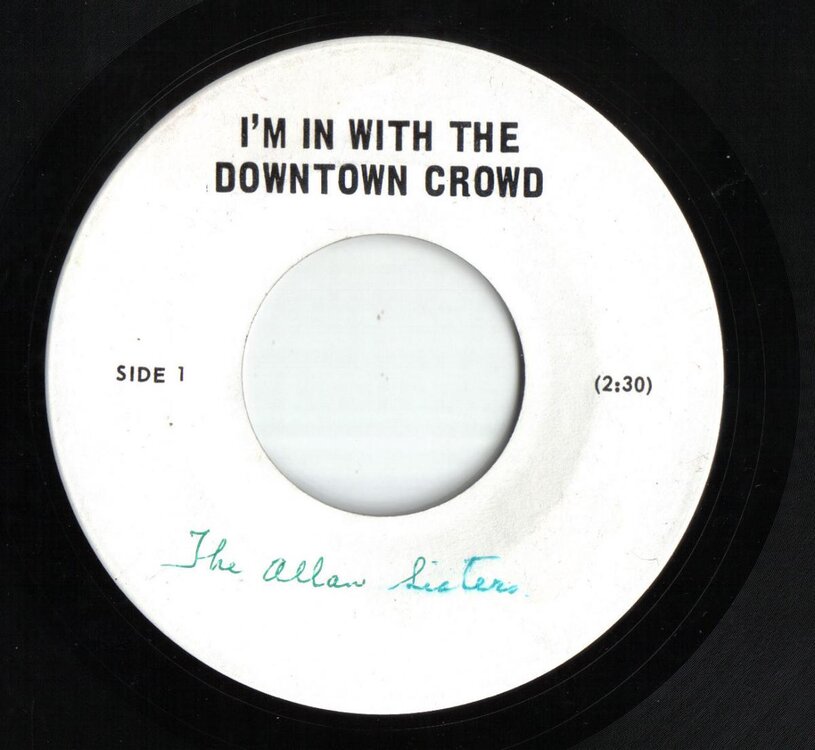 I'M IN WITH THE
DOWNTOWN CROWD
SIDE 1
(2:30)
The Allan Sisters